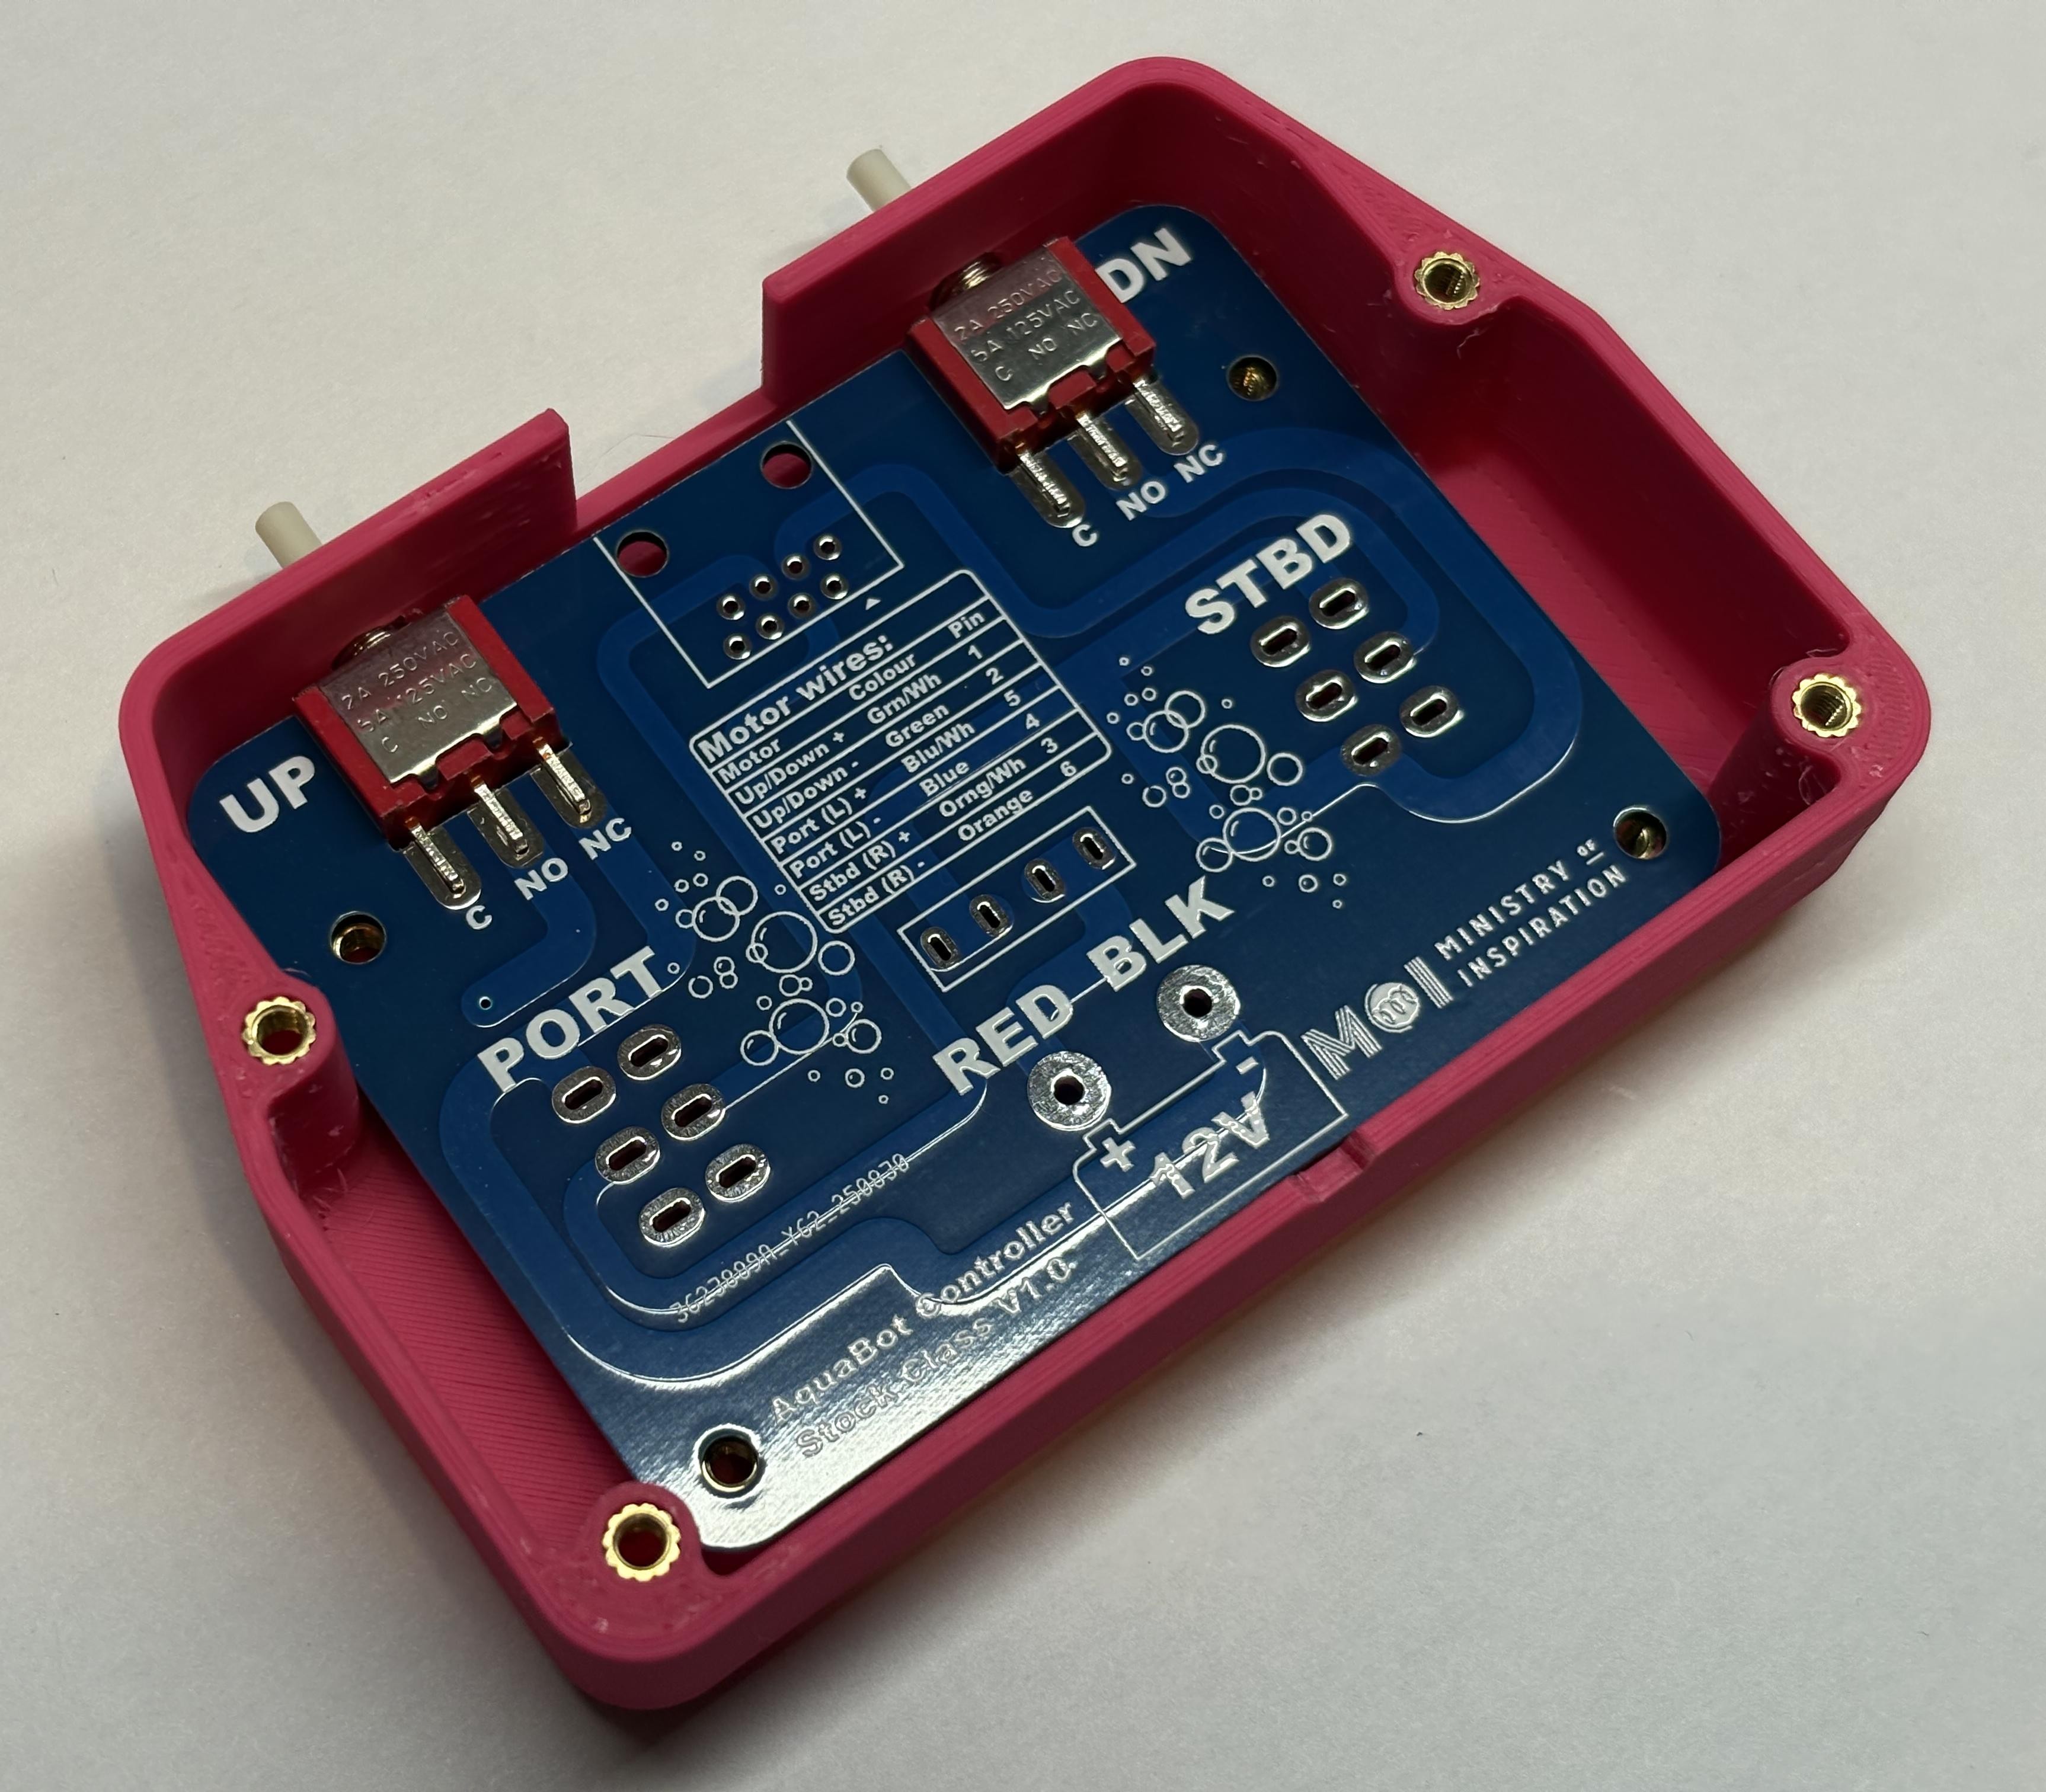 DN
2A 250VAC
5A 125VAC
C NO NC
C NO NC
UP
2A 250VAC
5A 125VAC
C NO NC
C NO NC
STBD
Motor wires:
Motor Colour Pin
Up/Down + Grn/Wh 1
Up/Down - Green 2
Port (L) + Blu/Wh 5
Port (L) - Blue 4
Stbd (R) + Orng/Wh 3
Stbd (R) - Orange 6
PORT
RED BLK
+ -
12V
MOI
MINISTRY OF
INSPIRATION
AquaBot Controller
Stock Class V1.0